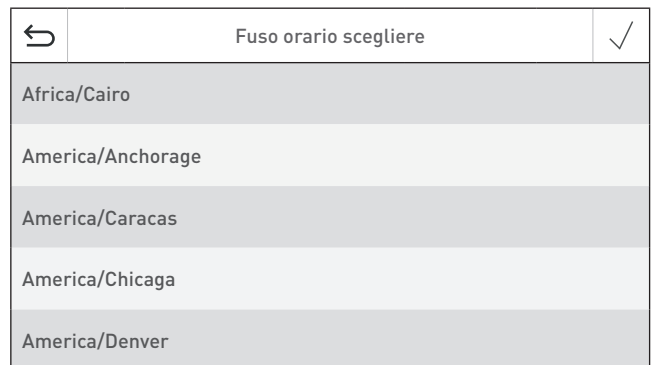 Fuso orario scegliere
Africa/Cairo
America/Anchorage
America/Caracas
America/Chicaga
America/Denver